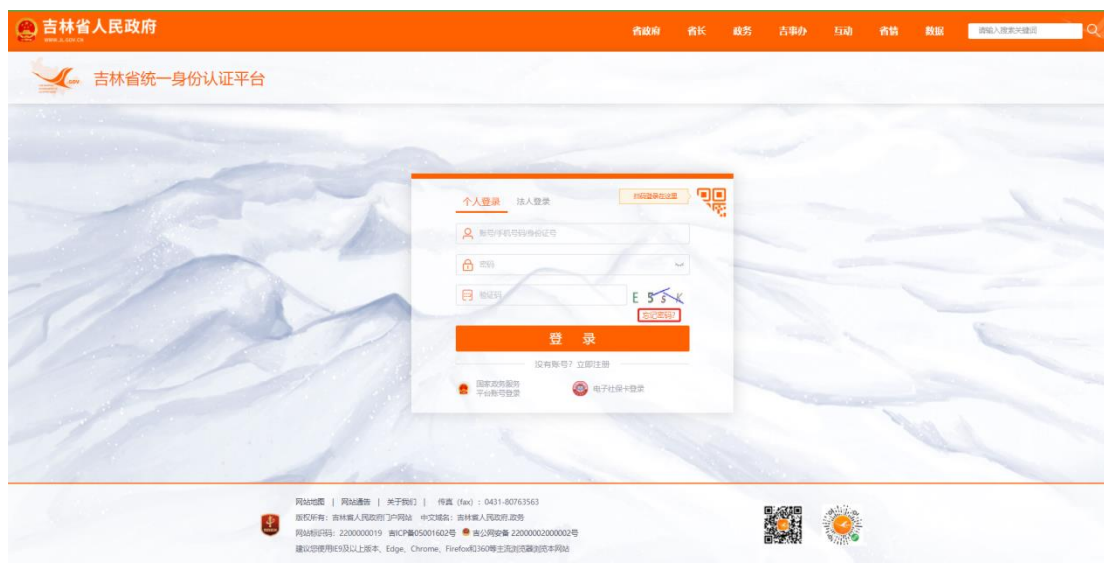 吉林省人民政府
WWW.JL.GOV.CN
省政府 省长 政务 吉事办 互动 省情 数据 请输入搜索关键词
GOV 吉林省统一身份认证平台
个人登录 法人登录 扫码登录在这里
账号/手机号码/身份证号
密码
验证码 E 5 s K
忘记密码?
登 录
没有账号? 立即注册
国家政务服务
平台账号登录
电子社保卡登录
网站地图 | 网站通告 | 关于我们 | 传真 (fax) : 0431-80763563
版权所有: 吉林省人民政府门户网站 中文域名: 吉林省人民政府.政务
网站标识码: 2200000019 吉ICP备05001602号 吉公网安备 22000002000002号
建议您使用IE9及以上版本、Edge、Chrome、Firefox和360等主流浏览器浏览本网站